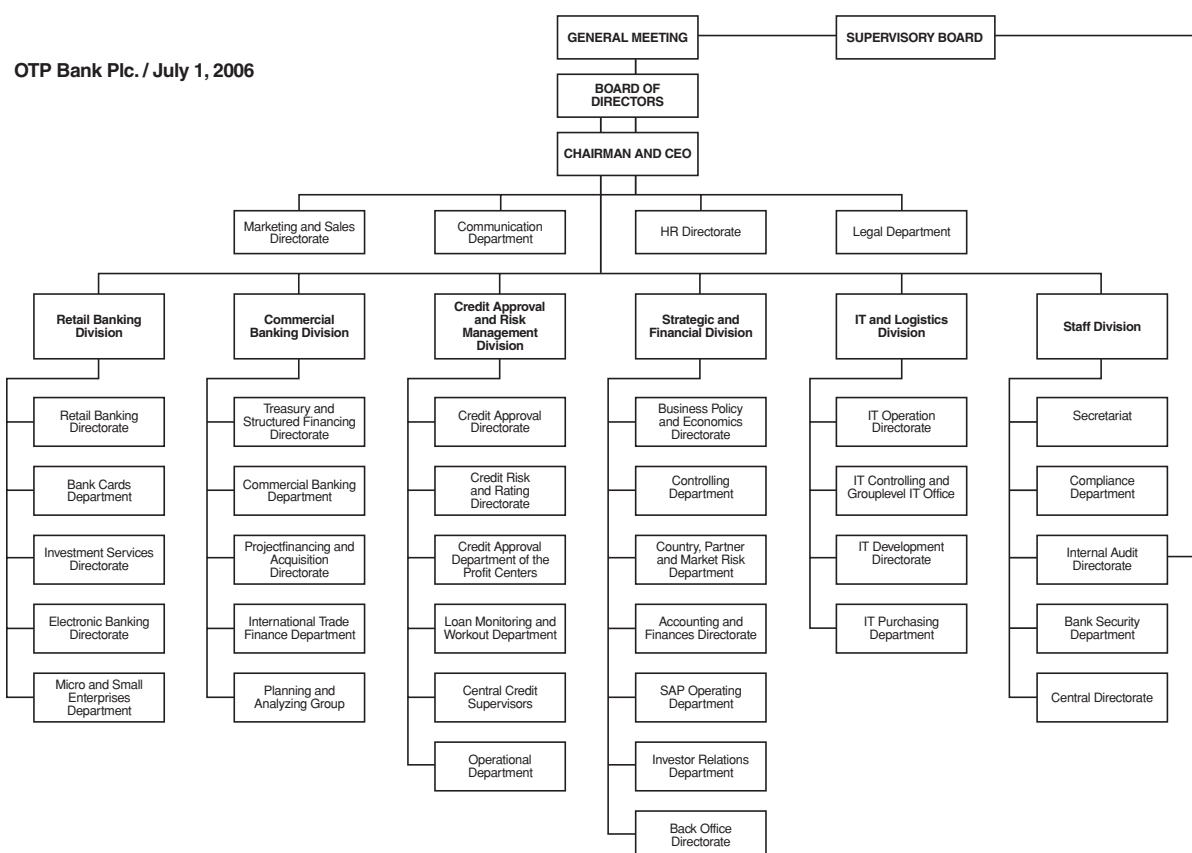 GENERAL MEETING
SUPERVISORY BOARD
OTP Bank Plc. / July 1, 2006
BOARD OF
DIRECTORS
CHAIRMAN AND CEO
Marketing and Sales
Directorate
Communication
Department
HR Directorate
Legal Department
Retail Banking
Division
Commercial
Banking Division
Credit Approval
and Risk
Management
Division
Strategic and
Financial Division
IT and Logistics
Division
Staff Division
Retail Banking
Directorate
Bank Cards
Department
Investment Services
Directorate
Electronic Banking
Directorate
Micro and Small
Enterprises
Department
Treasury and
Structured Financing
Directorate
Commercial Banking
Department
Projectfinancing and
Acquisition
Directorate
International Trade
Finance Department
Planning and
Analyzing Group
Credit Approval
Directorate
Credit Risk
and Rating
Directorate
Credit Approval
Department of the
Profit Centers
Loan Monitoring and
Workout Department
Central Credit
Supervisors
Operational
Department
Business Policy
and Economics
Directorate
Controlling
Department
Country, Partner
and Market Risk
Department
Accounting and
Finances Directorate
SAP Operating
Department
Investor Relations
Department
Back Office
Directorate
IT Operation
Directorate
IT Controlling and
Grouplevel IT Office
IT Development
Directorate
IT Purchasing
Department
Secretariat
Compliance
Department
Internal Audit
Directorate
Bank Security
Department
Central Directorate